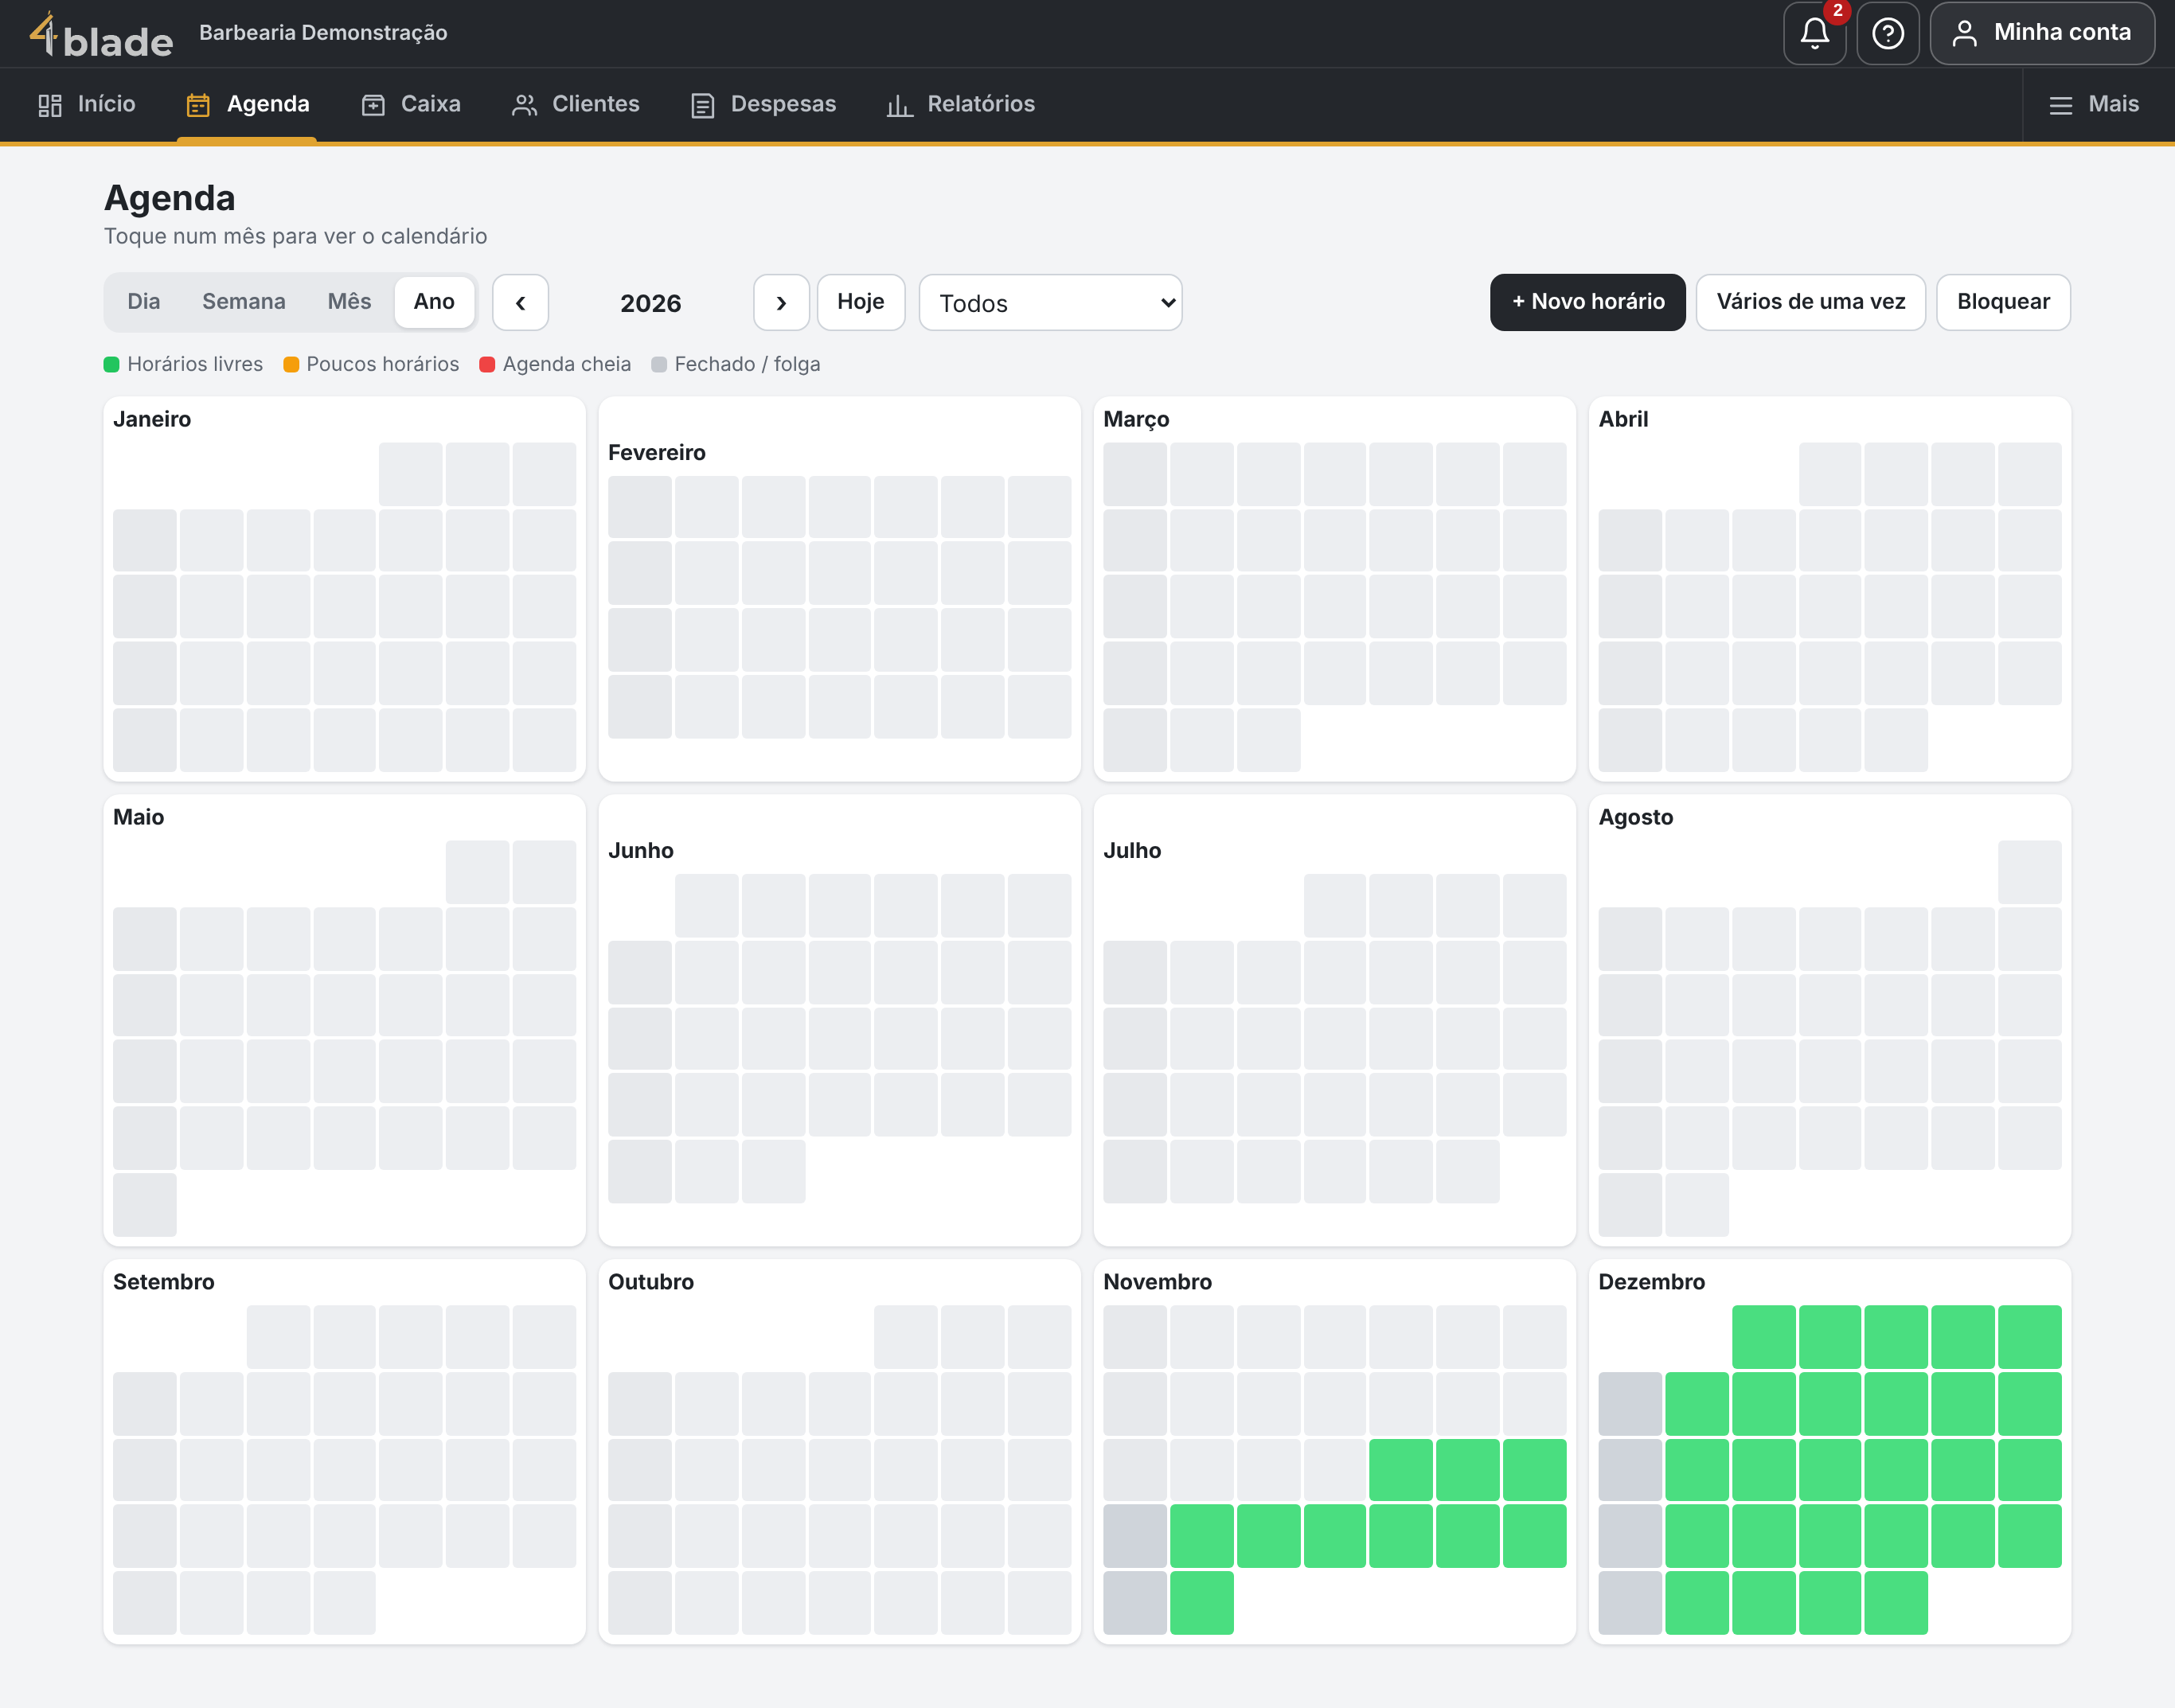 4blade Barbearia Demonstração 2 Minha conta
Início Agenda Caixa Clientes Despesas Relatórios Mais
Agenda
Toque num mês para ver o calendário
Dia Semana Mês Ano ‹ 2026 › Hoje Todos + Novo horário Vários de uma vez Bloquear
Horários livres Poucos horários Agenda cheia Fechado / folga
Janeiro Fevereiro Março Abril
Maio Junho Julho Agosto
Setembro Outubro Novembro Dezembro